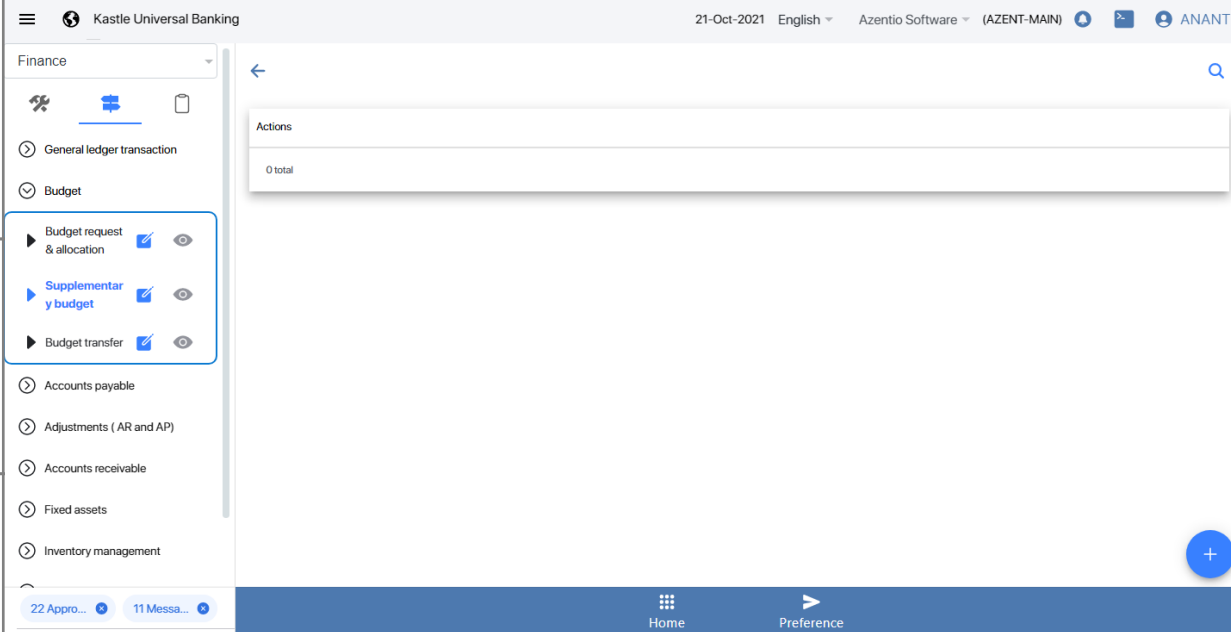 Kastle Universal Banking
21-Oct-2021 English Azentio Software (AZENT-MAIN) ANANT
Finance
General ledger transaction
Budget
Budget request
& allocation
Supplementar
y budget
Budget transfer
Accounts payable
Adjustments ( AR and AP)
Accounts receivable
Fixed assets
Inventory management
22 Appro... 11 Messa...
Actions
0 total
Home
Preference